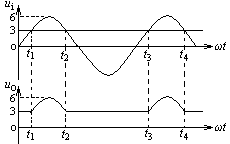 u₁
6
3
0
t₁ t₂ t₃ t₄ ωt
u₀
6
3
0
t₁ t₂ t₃ t₄ ωt